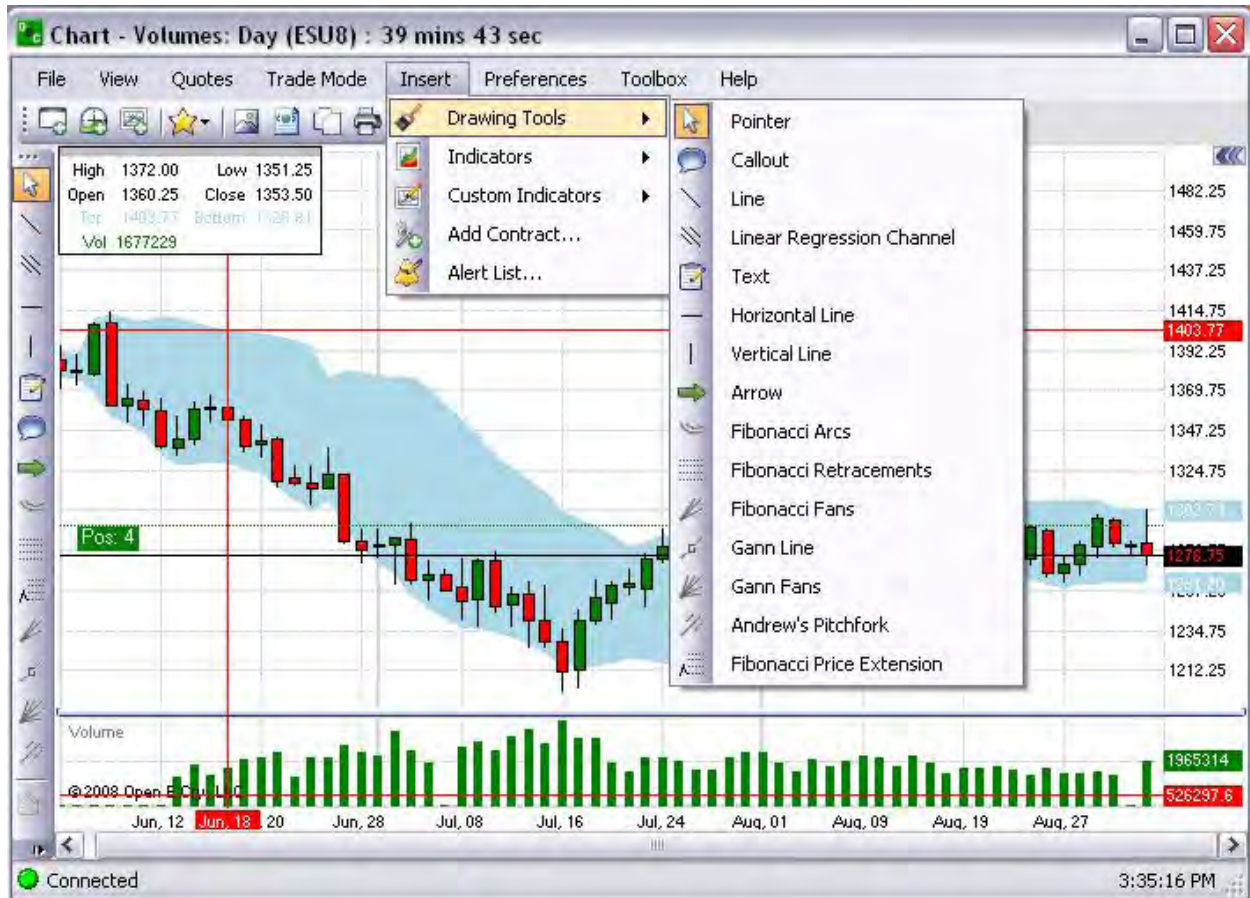 Chart - Volumes: Day (ESU8) : 39 mins 43 sec
File View Quotes Trade Mode Insert Preferences Toolbox Help
Drawing Tools
Indicators
Custom Indicators
Add Contract...
Alert List...
Pointer
Callout
Line
Linear Regression Channel
Text
Horizontal Line
Vertical Line
Arrow
Fibonacci Arcs
Fibonacci Retracements
Fibonacci Fans
Gann Line
Gann Fans
Andrew's Pitchfork
Fibonacci Price Extension
High 1372.00 Low 1351.25
Open 1360.25 Close 1353.50
Top 1403.77 Bottom
Vol 1677229
1482.25
1459.75
1437.25
1414.75
1403.77
1392.25
1369.75
1347.25
1324.75
1276.75
1234.75
1212.25
Pos: 4
Volume
1965314
526297.6
©2008 Open
Jun, 12 Jun, 18 20 Jun, 28 Jul, 08 Jul, 16 Jul, 24 Aug, 01 Aug, 09 Aug, 19 Aug, 27
Connected 3:35:16 PM